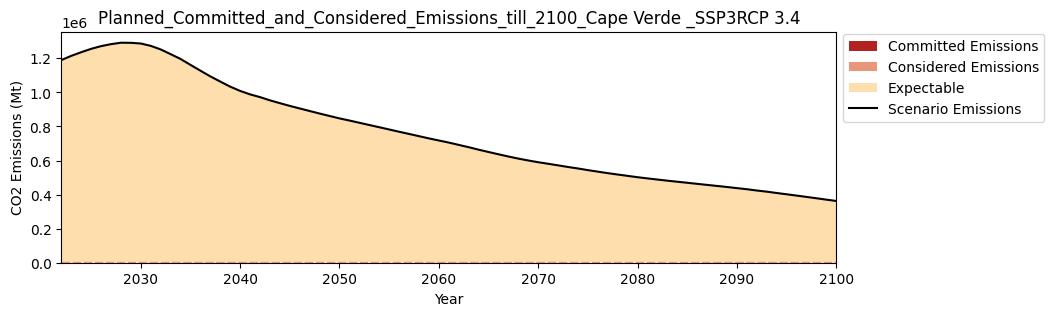 Planned_Committed_and_Considered_Emissions_till_2100_Cape Verde _SSP3RCP 3.4
1e6
1.2
1.0
0.8
0.6
0.4
0.2
0.0
CO2 Emissions (Mt)
2030 2040 2050 2060 2070 2080 2090 2100
Year
Committed Emissions
Considered Emissions
Expectable
Scenario Emissions